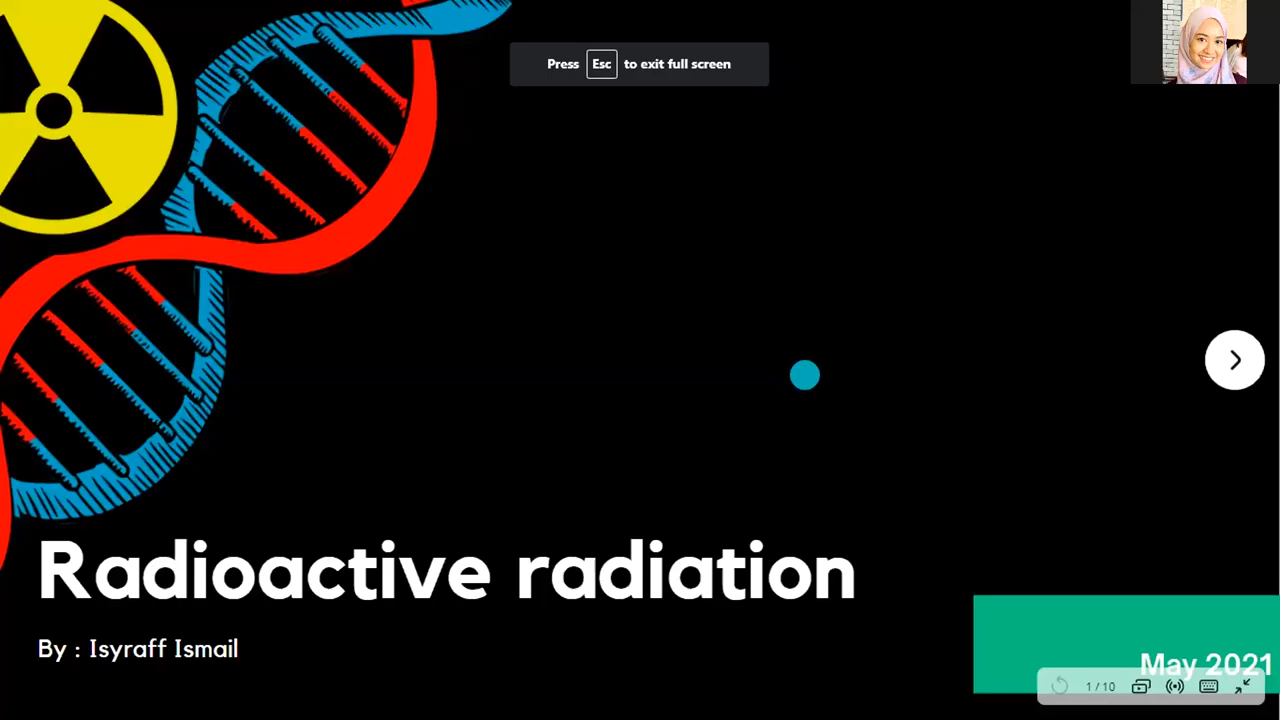 Press Esc to exit full screen
Radioactive radiation
By : Isyraff Ismail
May 2021
1 / 10